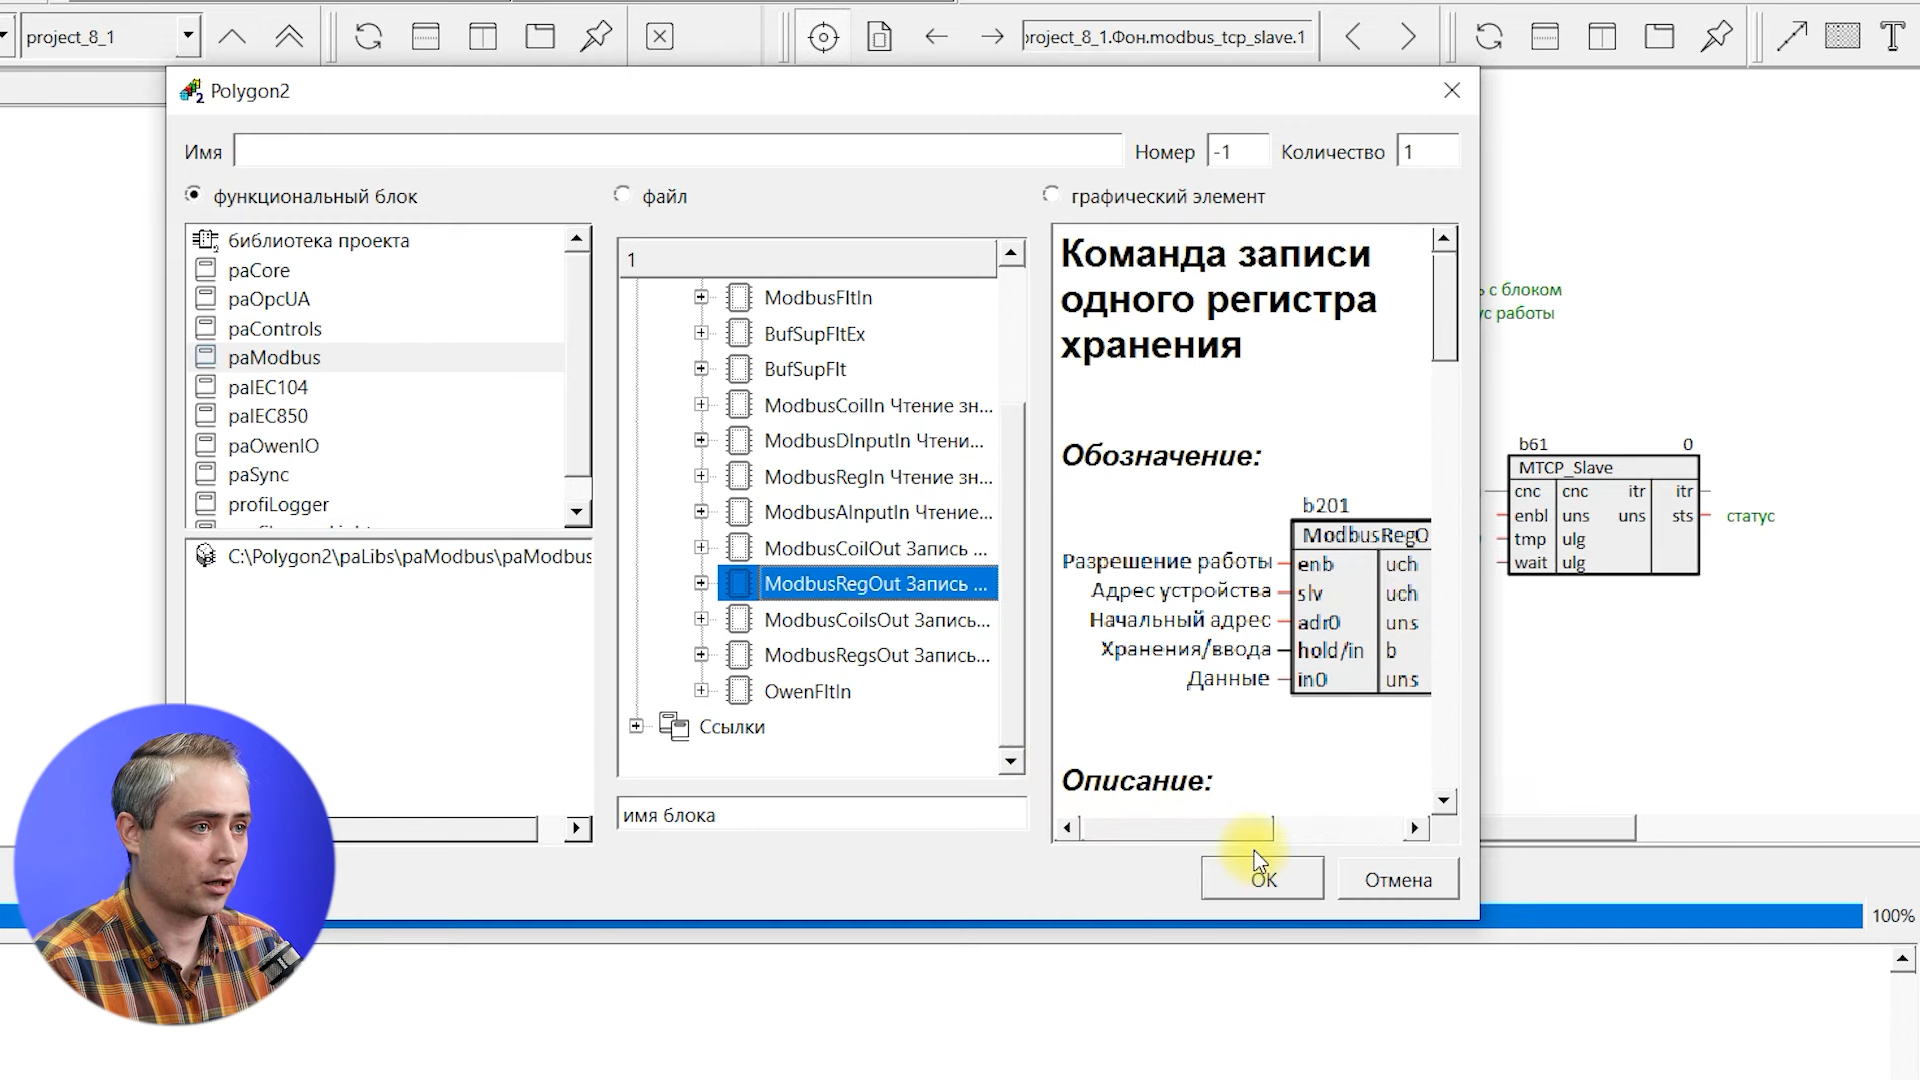 project_8_1
project_8_1.Фон.modbus_tcp_slave.1
Polygon2
Имя
Номер -1 Количество 1
функциональный блок
файл
графический элемент
библиотека проекта
paCore
paOpcUA
paControls
paModbus
paIEC104
paIEC850
paOwenIO
paSync
profiLogger
C:\Polygon2\paLibs\paModbus\paModbus
1
ModbusFltIn
BufSupFltEx
BufSupFlt
ModbusCoilIn Чтение зн...
ModbusDInputIn Чтени...
ModbusRegIn Чтение зн...
ModbusAInputIn Чтение...
ModbusCoilOut Запись ...
ModbusRegOut Запись ...
ModbusCoilsOut Запись...
ModbusRegsOut Запись...
OwenFltIn
Ссылки
имя блока
Команда записи
одного регистра
хранения
Обозначение:
b201
ModbusRegO
Разрешение работы enb uch
Адрес устройства slv uch
Начальный адрес adr0 uns
Хранения/ввода hold/in b
Данные in0 uns
Описание:
OK
Отмена
с блоком
ус работы
b61 0
MTCP_Slave
cnc cnc itr itr
enbl uns uns sts статус
tmp ulg
wait ulg
100%